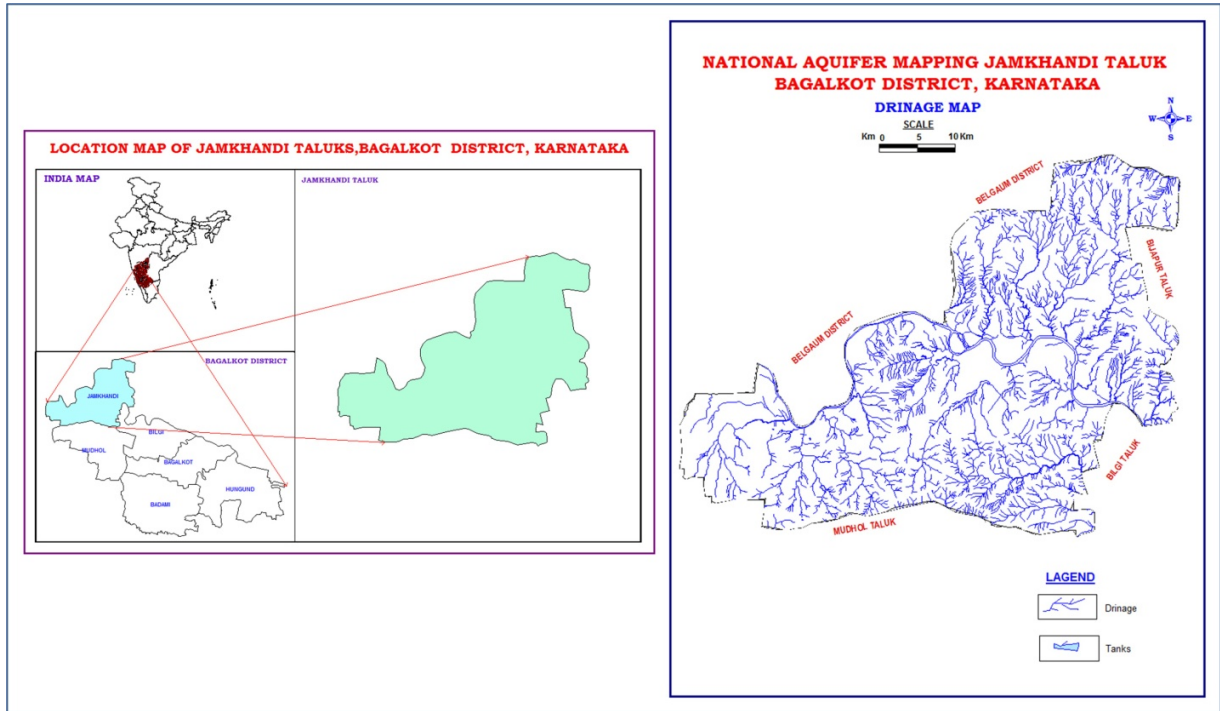 LOCATION MAP OF JAMKHANDI TALUKS,BAGALKOT DISTRICT, KARNATAKA
INDIA MAP
JAMKHANDI TALUK
BAGALKOT DISTRICT
JAMKHANDI
BILGI
MUDHOL
BAGALKOT
HUNGUND
BADAMI
NATIONAL AQUIFER MAPPING JAMKHANDI TALUK
BAGALKOT DISTRICT, KARNATAKA
DRINAGE MAP
SCALE
Km 0 5 10 Km
N
W E
S
BELGAUM DISTRICT
BIJAPUR TALUK
BELGAUM DISTRICT
BILGI TALUK
MUDHOL TALUK
LAGEND
Drinage
Tanks